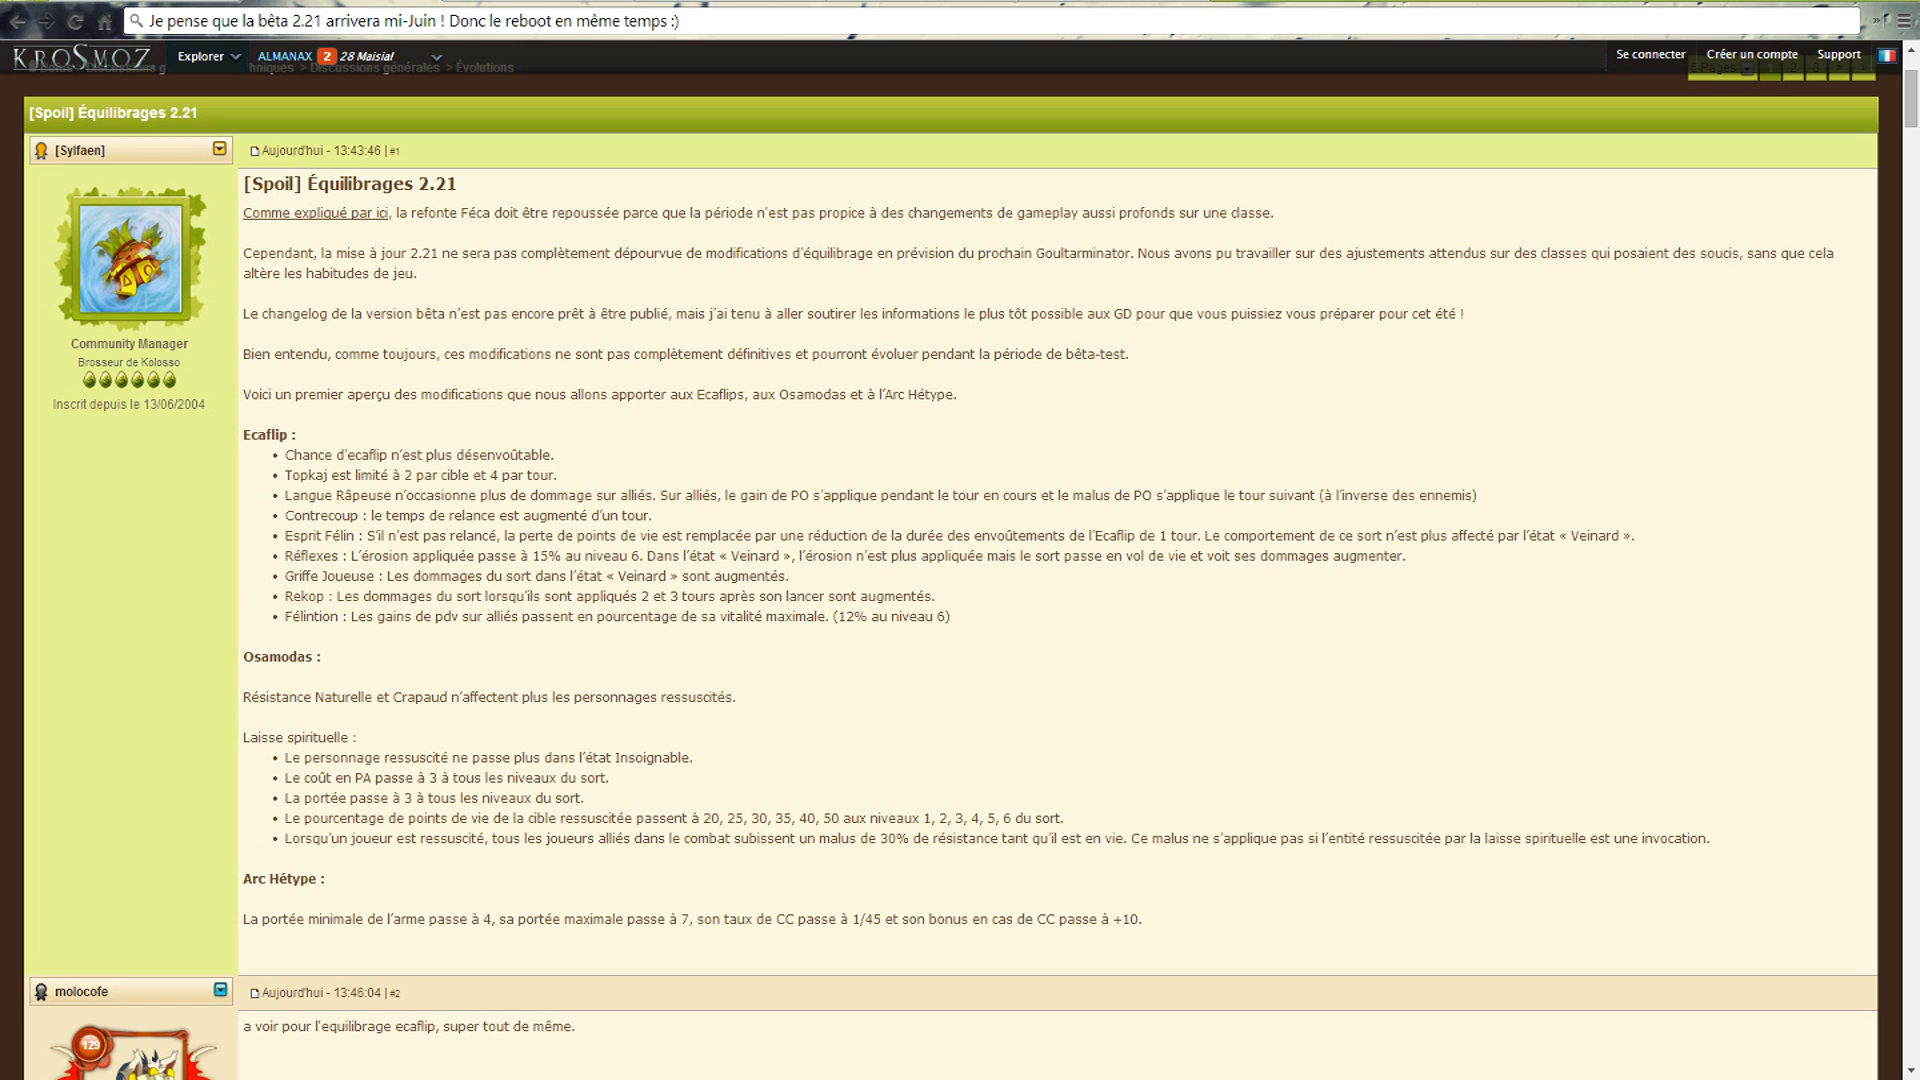 Je pense que la bêta 2.21 arrivera mi-Juin ! Donc le reboot en même temps :)
KROSMOZ Explorer ALMANAX 2 28 Maisial Se connecter Créer un compte Support
hniques > Discussions générales > Évolutions
[Spoil] Équilibrages 2.21
[Sylfaen]
Aujourd'hui - 13:43:46 | #1
Community Manager
Brosseur de Kolosso
Inscrit depuis le 13/06/2004
[Spoil] Équilibrages 2.21
Comme expliqué par ici, la refonte Féca doit être repoussée parce que la période n'est pas propice à des changements de gameplay aussi profonds sur une classe.
Cependant, la mise à jour 2.21 ne sera pas complètement dépourvue de modifications d'équilibrage en prévision du prochain Goultarminator. Nous avons pu travailler sur des ajustements attendus sur des classes qui posaient des soucis, sans que cela
altère les habitudes de jeu.
Le changelog de la version bêta n'est pas encore prêt à être publié, mais j'ai tenu à aller soutirer les informations le plus tôt possible aux GD pour que vous puissiez vous préparer pour cet été !
Bien entendu, comme toujours, ces modifications ne sont pas complètement définitives et pourront évoluer pendant la période de bêta-test.
Voici un premier aperçu des modifications que nous allons apporter aux Ecaflips, aux Osamodas et à l'Arc Hétype.
Ecaflip :
• Chance d'ecaflip n'est plus désenvoûtable.
• Topkaj est limité à 2 par cible et 4 par tour.
• Langue Râpeuse n'occasionne plus de dommage sur alliés. Sur alliés, le gain de PO s'applique pendant le tour en cours et le malus de PO s'applique le tour suivant (à l'inverse des ennemis)
• Contrecoup : le temps de relance est augmenté d'un tour.
• Esprit Félin : S'il n'est pas relancé, la perte de points de vie est remplacée par une réduction de la durée des envoûtements de l'Ecaflip de 1 tour. Le comportement de ce sort n'est plus affecté par l'état « Veinard ».
• Réflexes : L'érosion appliquée passe à 15% au niveau 6. Dans l'état « Veinard », l'érosion n'est plus appliquée mais le sort passe en vol de vie et voit ses dommages augmenter.
• Griffe Joueuse : Les dommages du sort dans l'état « Veinard » sont augmentés.
• Rekop : Les dommages du sort lorsqu'ils sont appliqués 2 et 3 tours après son lancer sont augmentés.
• Félintion : Les gains de pdv sur alliés passent en pourcentage de sa vitalité maximale. (12% au niveau 6)
Osamodas :
Résistance Naturelle et Crapaud n'affectent plus les personnages ressuscités.
Laisse spirituelle :
• Le personnage ressuscité ne passe plus dans l'état Insoignable.
• Le coût en PA passe à 3 à tous les niveaux du sort.
• La portée passe à 3 à tous les niveaux du sort.
• Le pourcentage de points de vie de la cible ressuscitée passent à 20, 25, 30, 35, 40, 50 aux niveaux 1, 2, 3, 4, 5, 6 du sort.
• Lorsqu'un joueur est ressuscité, tous les joueurs alliés dans le combat subissent un malus de 30% de résistance tant qu'il est en vie. Ce malus ne s'applique pas si l'entité ressuscitée par la laisse spirituelle est une invocation.
Arc Hétype :
La portée minimale de l'arme passe à 4, sa portée maximale passe à 7, son taux de CC passe à 1/45 et son bonus en cas de CC passe à +10.
molocofe
Aujourd'hui - 13:46:04 | #2
129
a voir pour l'equilibrage ecaflip, super tout de même.